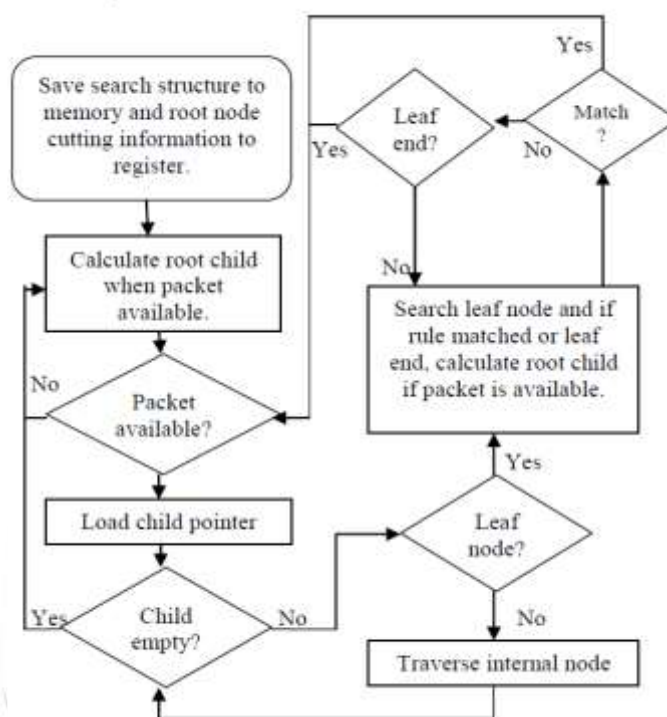 Save search structure to
memory and root node
cutting information to
register.
Calculate root child
when packet
available.
No
Packet
available?
Load child pointer
Yes
Child
empty?
No
Yes
Match
?
No
Leaf
end?
Yes
No
Search leaf node and if
rule matched or leaf
end, calculate root child
if packet is available.
Yes
Leaf
node?
No
Traverse internal node